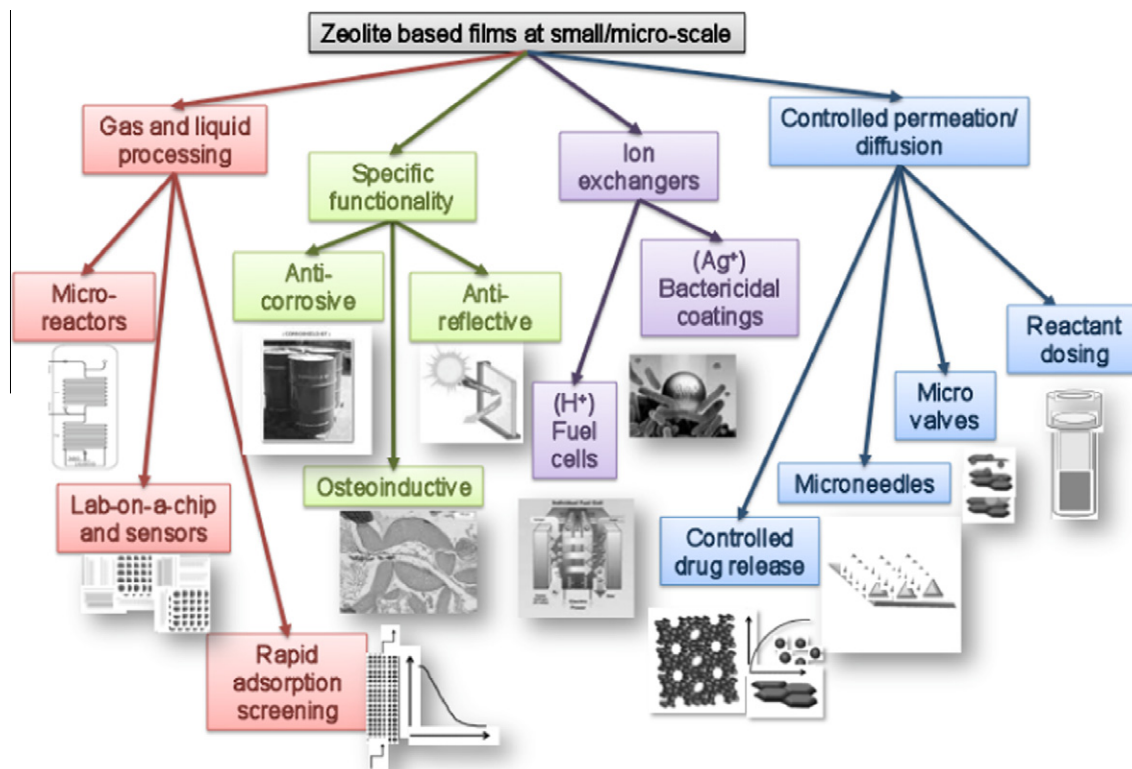 Zeolite based films at small/micro-scale
Gas and liquid
processing
Specific
functionality
Ion
exchangers
Controlled permeation/
diffusion
Micro-
reactors
Anti-
corrosive
Anti-
reflective
(Ag⁺)
Bactericidal
coatings
Reactant
dosing
Micro
valves
(H⁺)
Fuel
cells
Microneedles
Osteoinductive
Lab-on-a-chip
and sensors
Controlled
drug release
Rapid
adsorption
screening